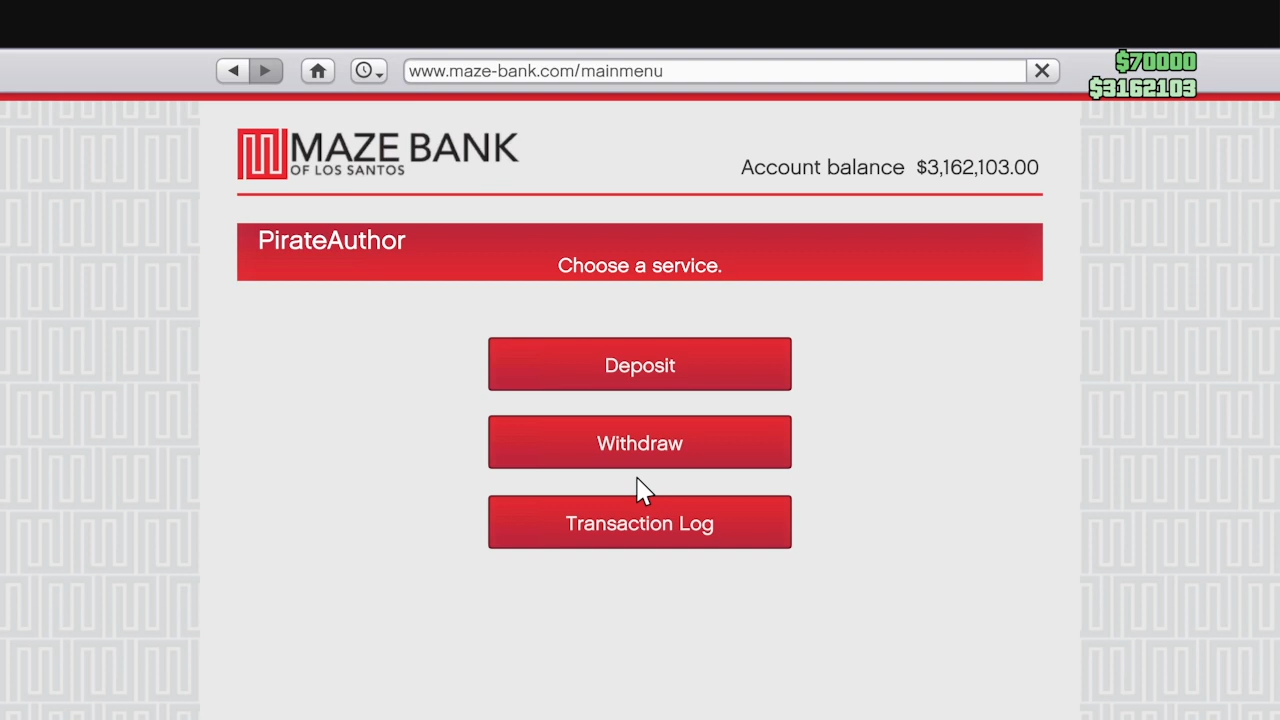 www.maze-bank.com/mainmenu
$70000
$3162103
MAZE BANK
OF LOS SANTOS
Account balance $3,162,103.00
PirateAuthor
Choose a service.
Deposit
Withdraw
Transaction Log